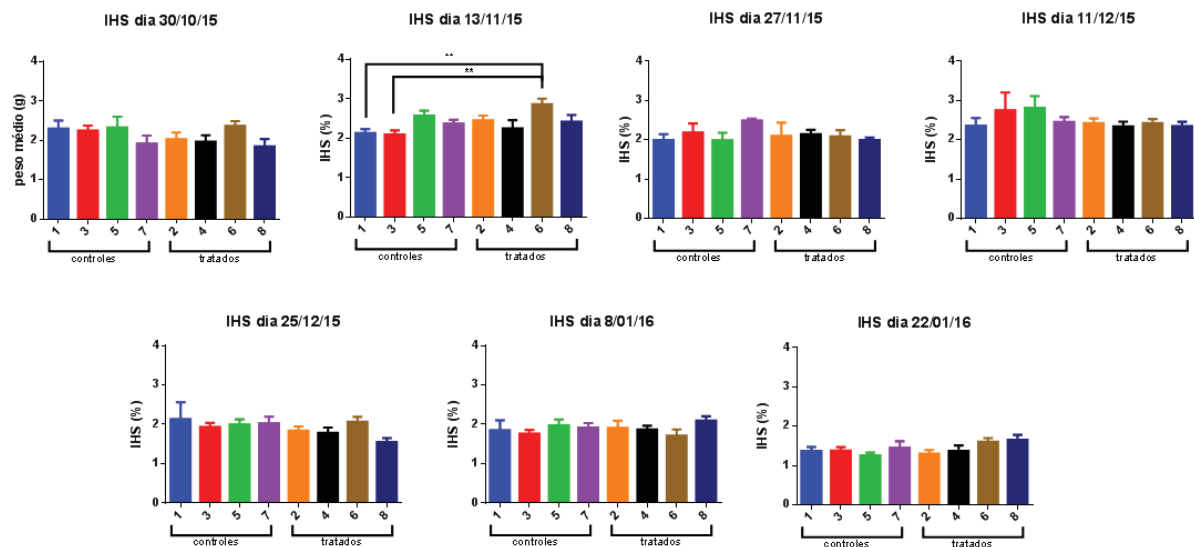 IHS dia 30/10/15
peso médio (g)
4
3
2
1
0
1 3 5 7 2 4 6 8
controles tratados
IHS dia 13/11/15
IHS (%)
4
3
2
1
0
**
**
1 3 5 7 2 4 6 8
controles tratados
IHS dia 27/11/15
IHS (%)
4
3
2
1
0
1 3 5 7 2 4 6 8
controles tratados
IHS dia 11/12/15
IHS (%)
4
3
2
1
0
1 3 5 7 2 4 6 8
controles tratados
IHS dia 25/12/15
IHS (%)
4
3
2
1
0
1 3 5 7 2 4 6 8
controles tratados
IHS dia 8/01/16
IHS (%)
4
3
2
1
0
1 3 5 7 2 4 6 8
controles tratados
IHS dia 22/01/16
IHS (%)
4
3
2
1
0
1 3 5 7 2 4 6 8
controles tratados